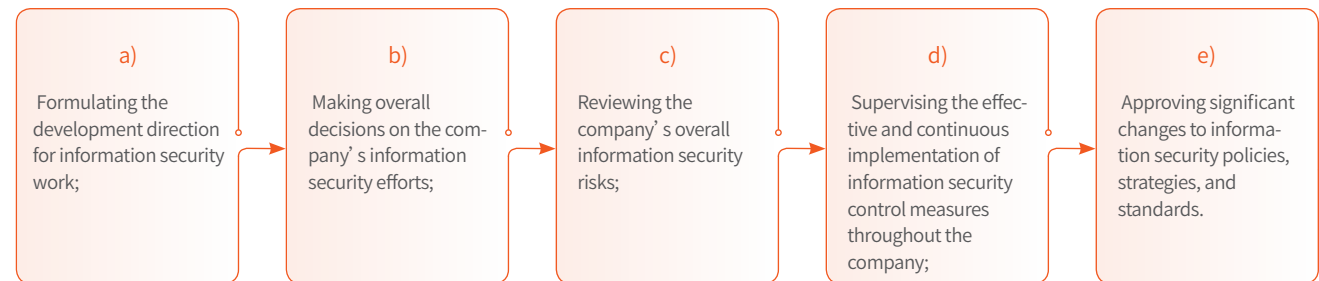 a)
Formulating the
development direction
for information security
work;
b)
Making overall
decisions on the com-
pany’s information
security efforts;
c)
Reviewing the
company’s overall
information security
risks;
d)
Supervising the effec-
tive and continuous
implementation of
information security
control measures
throughout the
company;
e)
Approving significant
changes to informa-
tion security policies,
strategies, and
standards.